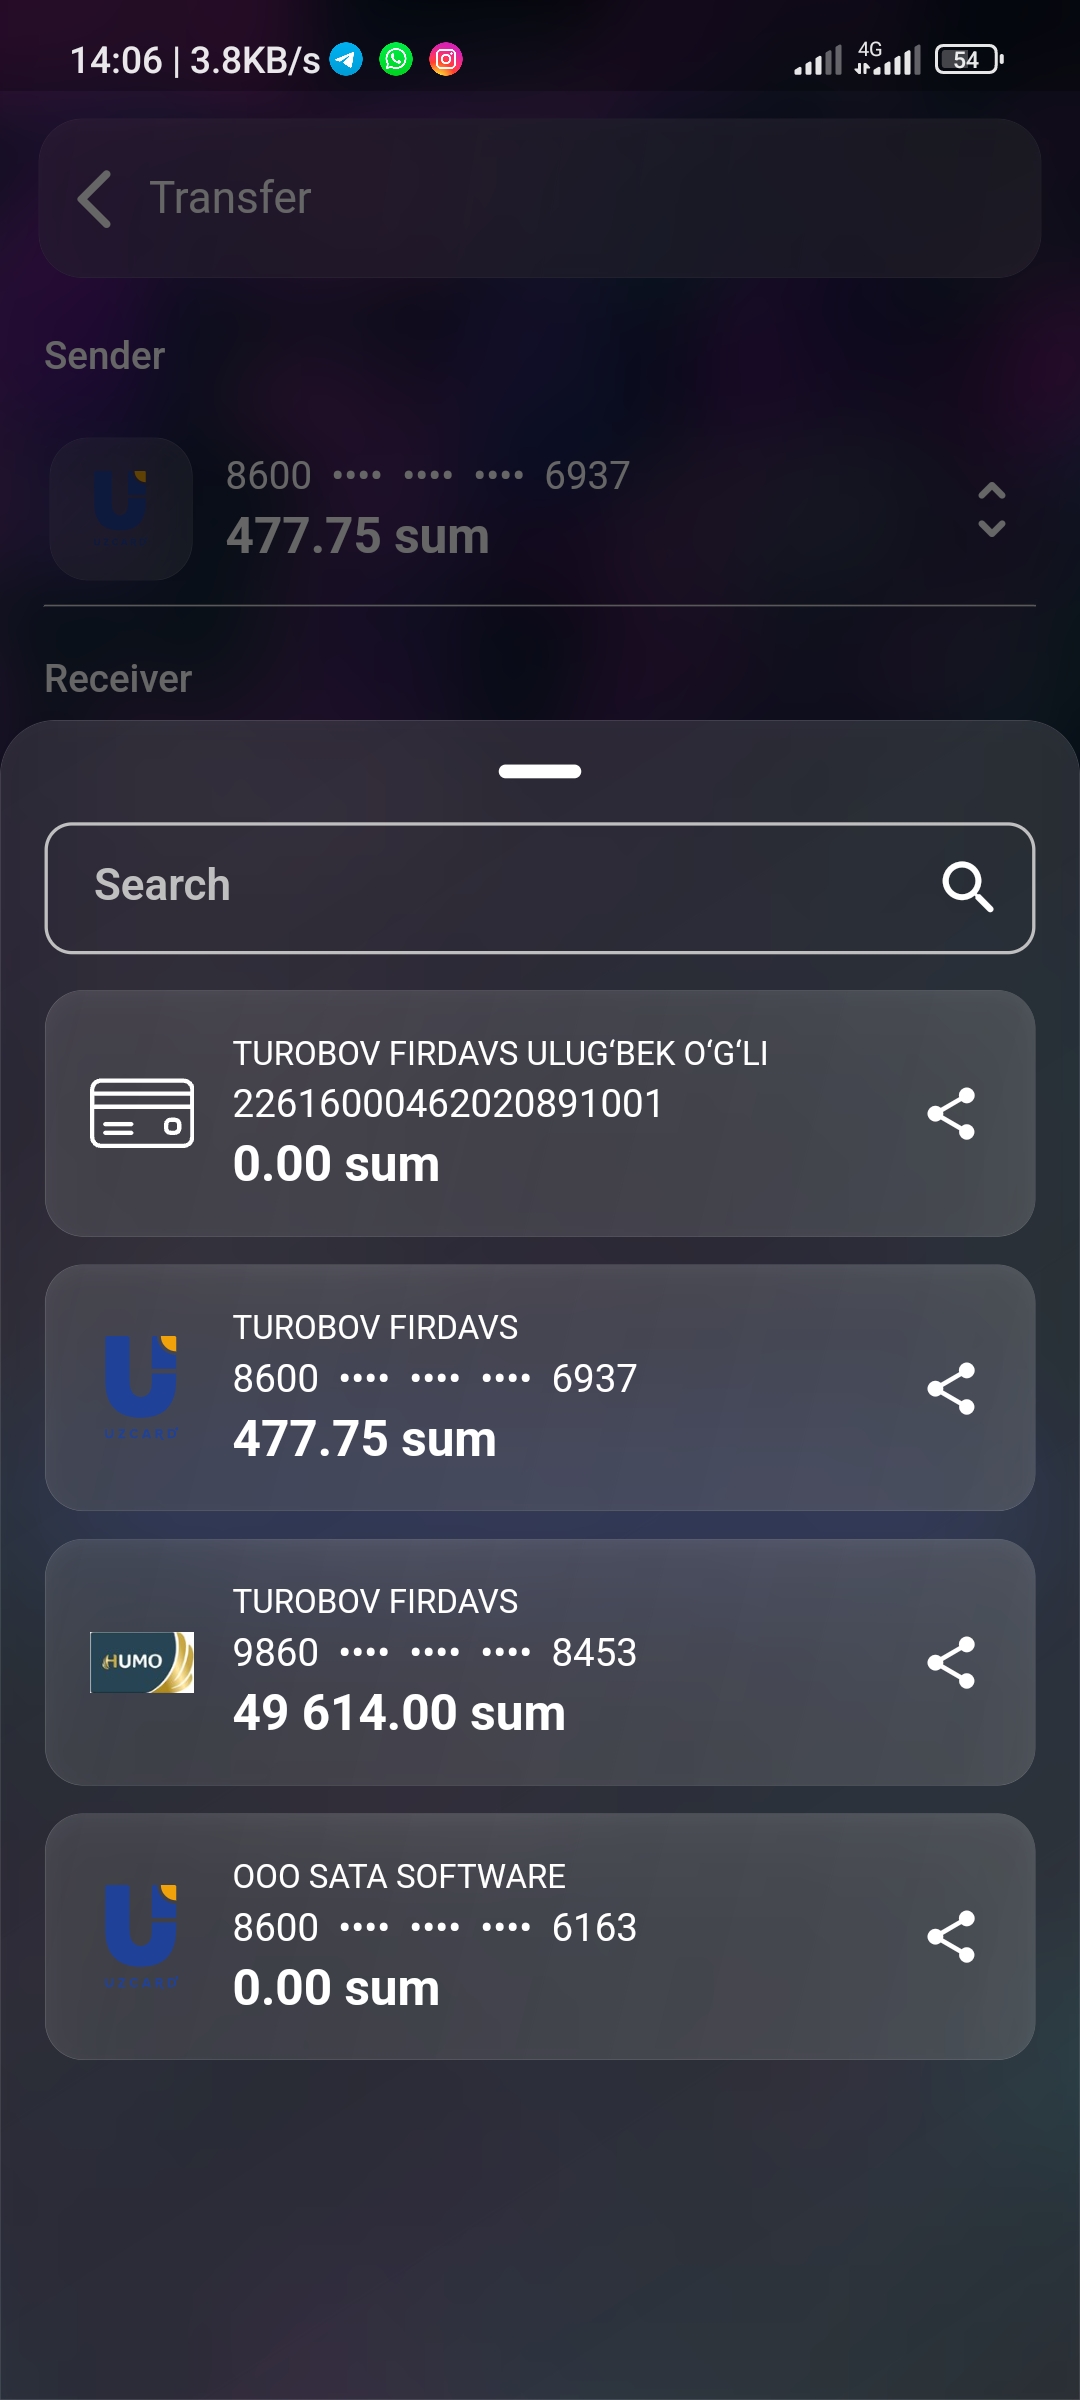 14:06 | 3.8KB/s
4G
54
Transfer
Sender
8600 •••• •••• •••• 6937
477.75 sum
Receiver
Search
TUROBOV FIRDAVS ULUG‘BEK O‘G‘LI
22616000462020891001
0.00 sum
TUROBOV FIRDAVS
8600 •••• •••• •••• 6937
477.75 sum
UZCARD
TUROBOV FIRDAVS
9860 •••• •••• •••• 8453
HUMO
49 614.00 sum
OOO SATA SOFTWARE
8600 •••• •••• •••• 6163
0.00 sum
UZCARD